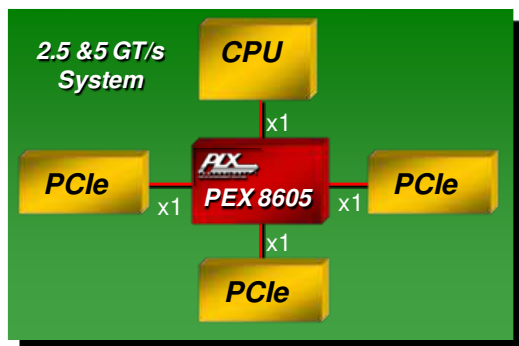 2.5 &5 GT/s
System
CPU
x1
PLX
PCIe
x1
PEX 8605
x1
PCIe
x1
PCIe